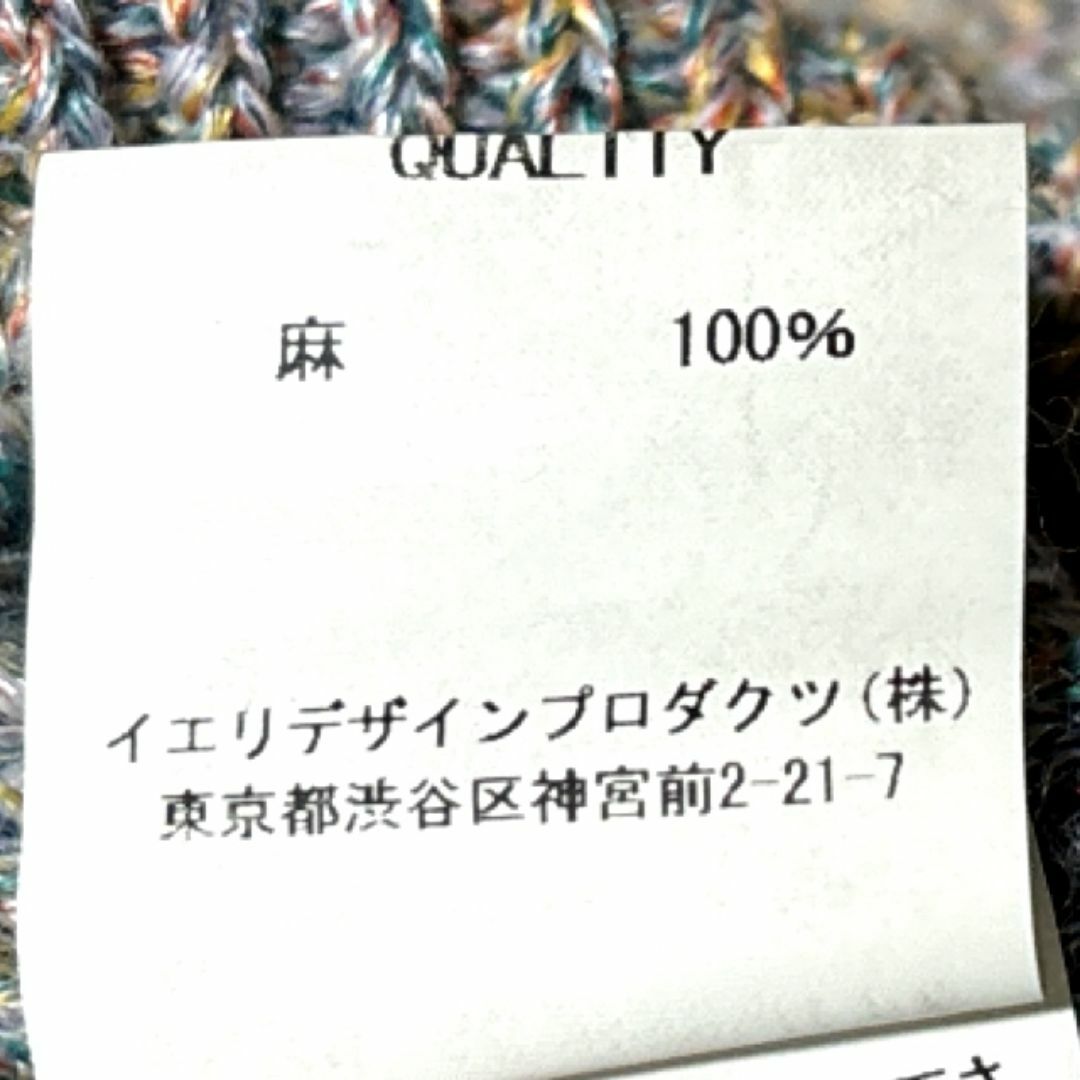 QUALITY
麻 100%
イエリデザインプロダクツ(株)
東京都渋谷区神宮前2-21-7